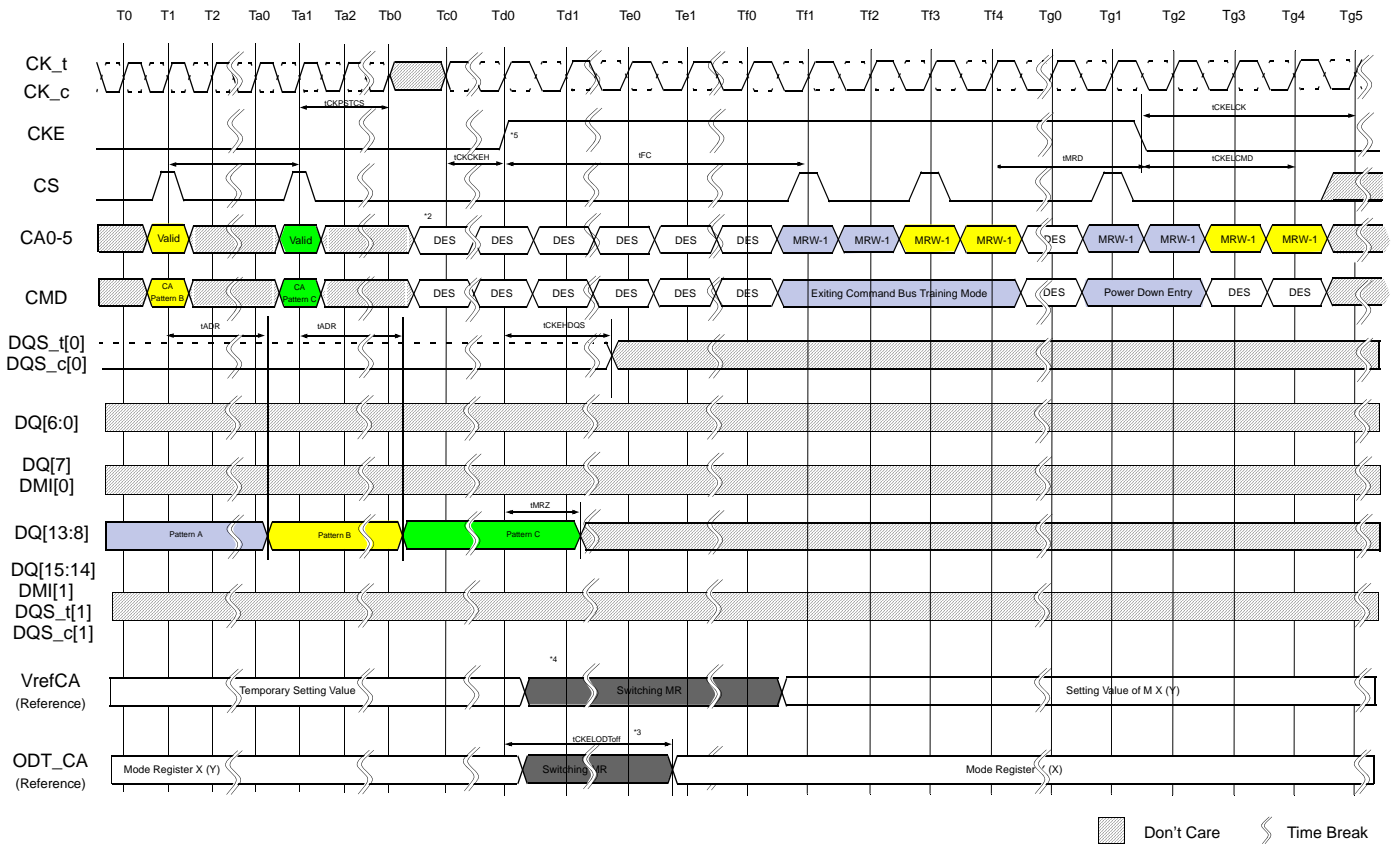 T0 T1 T2 Ta0 Ta1 Ta2 Tb0 Tc0 Td0 Td1 Te0 Te1 Tf0 Tf1 Tf2 Tf3 Tf4 Tg0 Tg1 Tg2 Tg3 Tg4 Tg5
CK_t
CK_c
tCKPSTCS
tCKELCK
CKE
*5
tCKCKEH
tFC
tMRD
tCKELCMD
CS
*2
CA0-5
Valid Valid DES DES DES DES DES DES MRW-1 MRW-1 MRW-1 MRW-1 DES MRW-1 MRW-1 MRW-1 MRW-1
CMD
CA
Pattern B
CA
Pattern C
DES DES DES DES DES DES Exiting Command Bus Training Mode DES Power Down Entry DES DES
tADR
tADR
tCKEHDQS
DQS_t[0]
DQS_c[0]
DQ[6:0]
DQ[7]
DMI[0]
tMRZ
DQ[13:8]
Pattern A Pattern B Pattern C
DQ[15:14]
DMI[1]
DQS_t[1]
DQS_c[1]
*4
VrefCA
(Reference)
Temporary Setting Value Switching MR Setting Value of M X (Y)
tCKELODToff
*3
ODT_CA
(Reference)
Mode Register X (Y) Switching MR Mode Register (X)
Don't Care Time Break